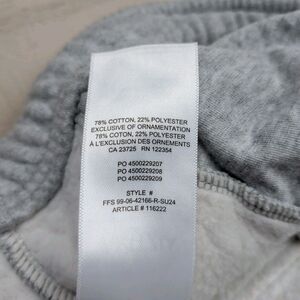 78% COTTON, 22% POLYESTER
EXCLUSIVE OF ORNAMENTATION
78% COTON, 22% POLYESTER
À L'EXCLUSION DES ORNEMENTS
CA 23725 RN 122354
PO 4500229207
PO 4500229208
PO 4500229209
STYLE #
FFS 99-06-42166-R-SU24
ARTICLE # 116222